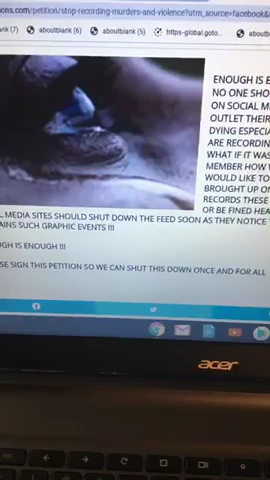 ons.com/petition/stop-recording-murders-and-violence?utm_source=facebook&
nk (7) aboutblank (6) aboutblank (5) https-global.goto... aboutb
ENOUGH IS E
NO ONE SHO
ON SOCIAL M
OUTLET THEIR
DYING ESPECIA
ARE RECORDIN
WHAT IF IT WAS
MEMBER HOW W
WOULD LIKE TO
BROUGHT UP ON
RECORDS THESE
OR BE FINED HEA
L MEDIA SITES SHOULD SHUT DOWN THE FEED SOON AS THEY NOTICE
AINS SUCH GRAPHIC EVENTS !!!
GH IS ENOUGH !!!
SE SIGN THIS PETITION SO WE CAN SHUT THIS DOWN ONCE AND FOR ALL
acer